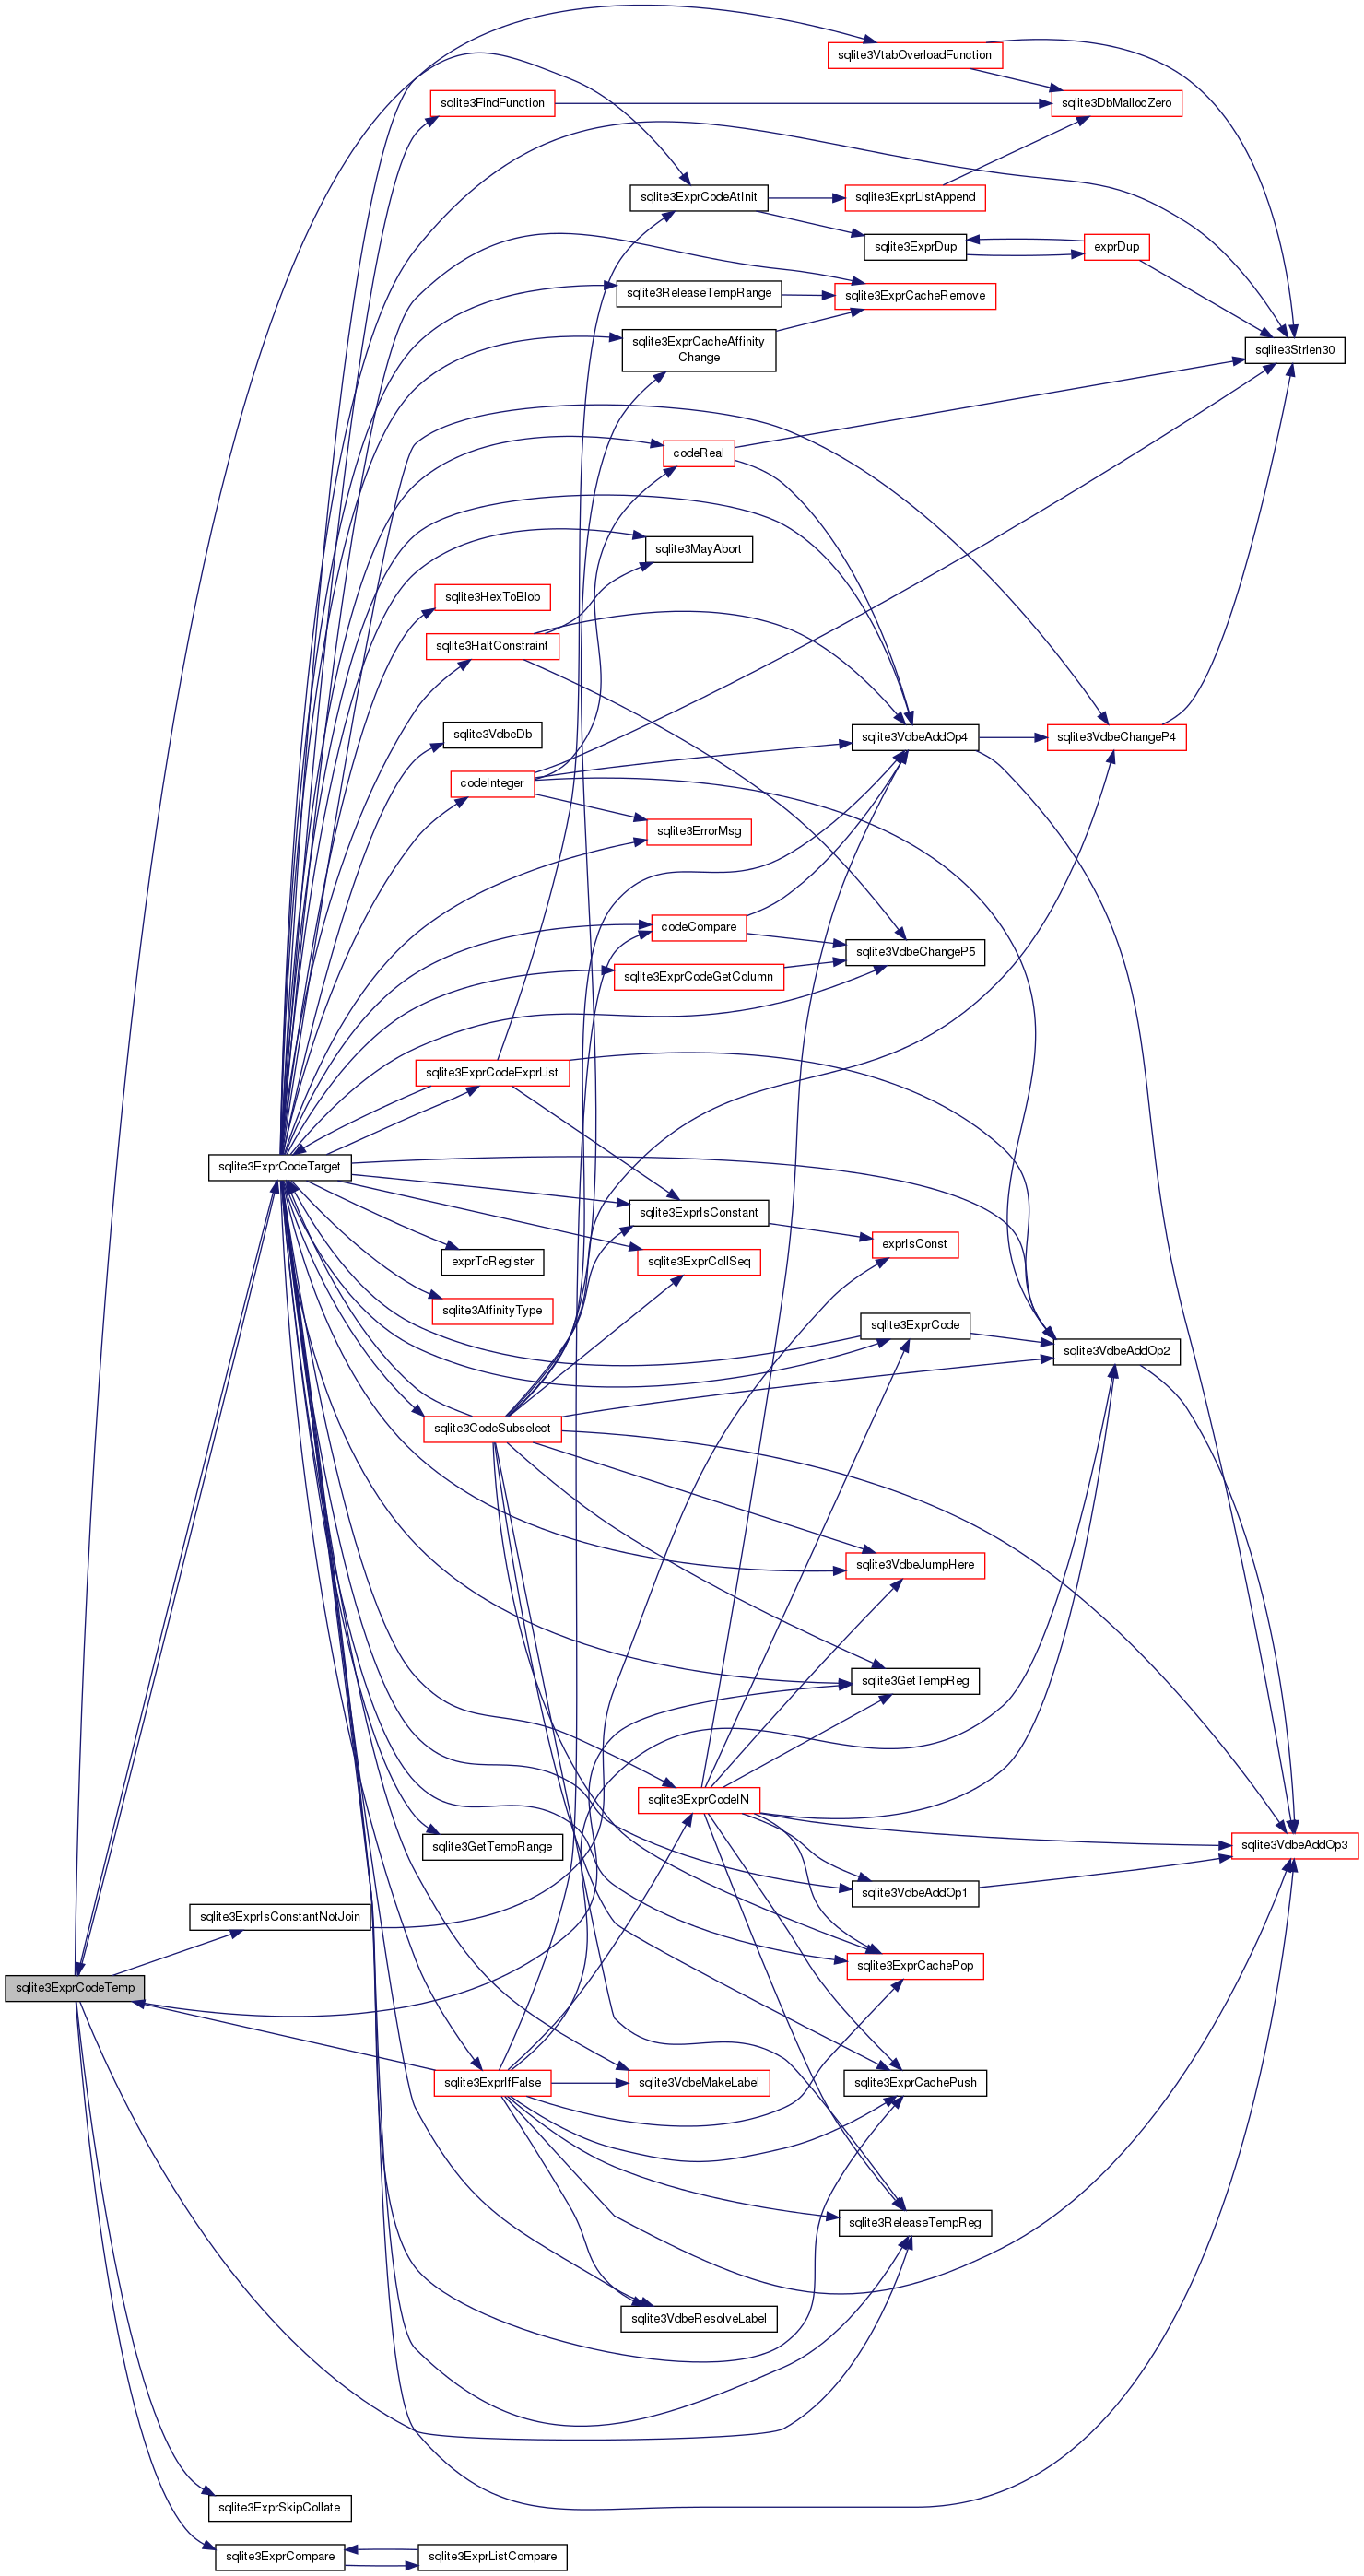 sqlite3VtabOverloadFunction
sqlite3FindFunction
sqlite3DbMallocZero
sqlite3ExprCodeAtInit
sqlite3ExprListAppend
sqlite3ExprDup
exprDup
sqlite3ReleaseTempRange
sqlite3ExprCacheRemove
sqlite3ExprCacheAffinity
Change
sqlite3Strlen30
codeReal
sqlite3MayAbort
sqlite3HexToBlob
sqlite3HaltConstraint
sqlite3VdbeDb
sqlite3VdbeAddOp4
sqlite3VdbeChangeP4
codeInteger
sqlite3ErrorMsg
codeCompare
sqlite3VdbeChangeP5
sqlite3ExprCodeGetColumn
sqlite3ExprCodeExprList
sqlite3ExprCodeTarget
sqlite3ExprIsConstant
exprIsConst
exprToRegister
sqlite3ExprCollSeq
sqlite3AffinityType
sqlite3ExprCode
sqlite3VdbeAddOp2
sqlite3CodeSubselect
sqlite3VdbeJumpHere
sqlite3GetTempReg
sqlite3ExprCodeIN
sqlite3GetTempRange
sqlite3VdbeAddOp3
sqlite3VdbeAddOp1
sqlite3ExprIsConstantNotJoin
sqlite3ExprCachePop
sqlite3ExprCodeTemp
sqlite3ExprIfFalse
sqlite3VdbeMakeLabel
sqlite3ExprCachePush
sqlite3ReleaseTempReg
sqlite3VdbeResolveLabel
sqlite3ExprSkipCollate
sqlite3ExprCompare
sqlite3ExprListCompare